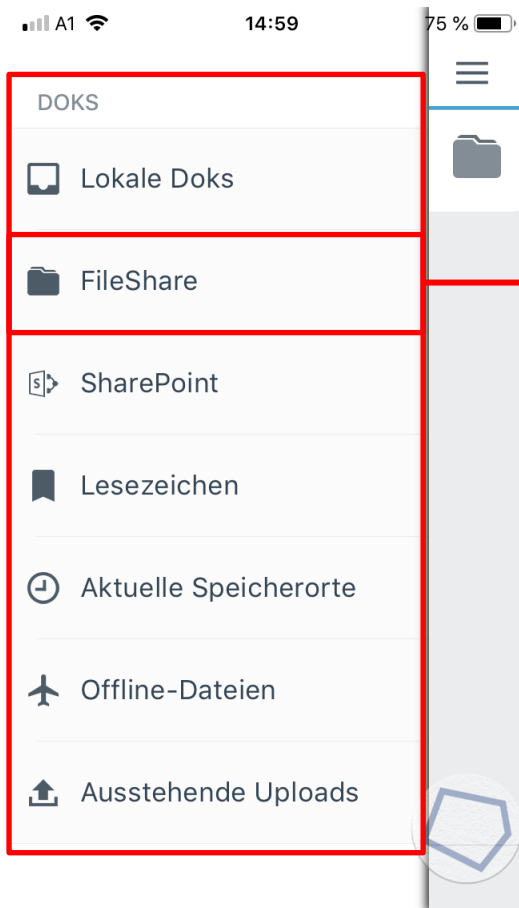 A1 14:59 75 %
DOKS
Lokale Doks
FileShare
S SharePoint
Lesezeichen
Aktuelle Speicherorte
Offline-Dateien
Ausstehende Uploads